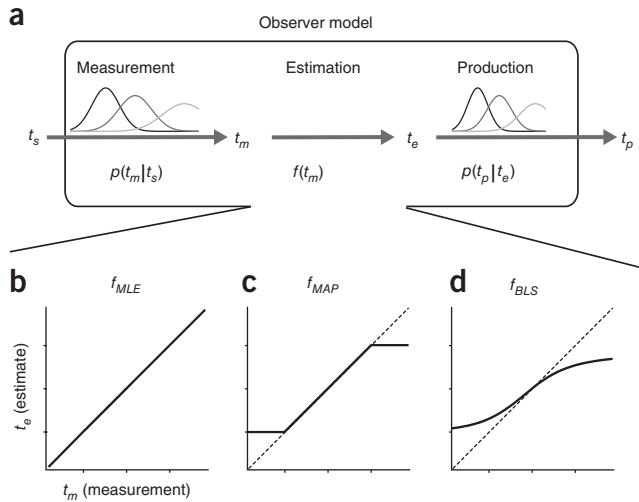 a
Observer model
Measurement Estimation Production
t_s t_m t_e t_p
p(t_m|t_s) f(t_m) p(t_p|t_e)
b c d
f_MLE f_MAP f_BLS
t_e (estimate)
t_m (measurement)